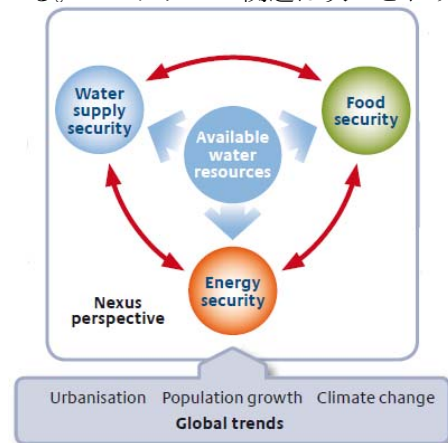 Water
supply
security
Available
water
resources
Food
security
Energy
security
Nexus
perspective
Urbanisation Population growth Climate change
Global trends